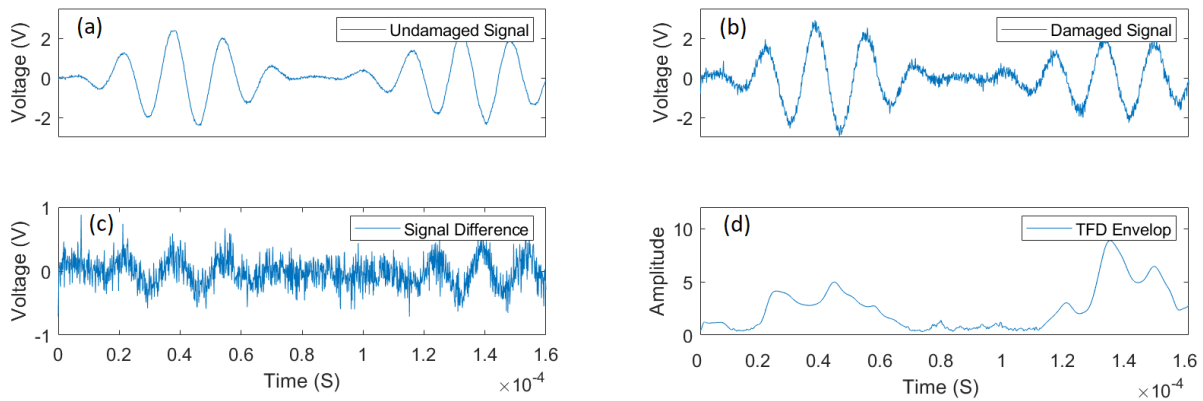 (a)
Undamaged Signal
Voltage (V)
2
0
-2
(b)
Damaged Signal
Voltage (V)
2
0
-2
(c)
Signal Difference
Voltage (V)
1
0
-1
0 0.2 0.4 0.6 0.8 1 1.2 1.4 1.6
Time (S)
×10-4
(d)
TFD Envelop
Amplitude
10
5
0
0 0.2 0.4 0.6 0.8 1 1.2 1.4 1.6
Time (S)
×10-4